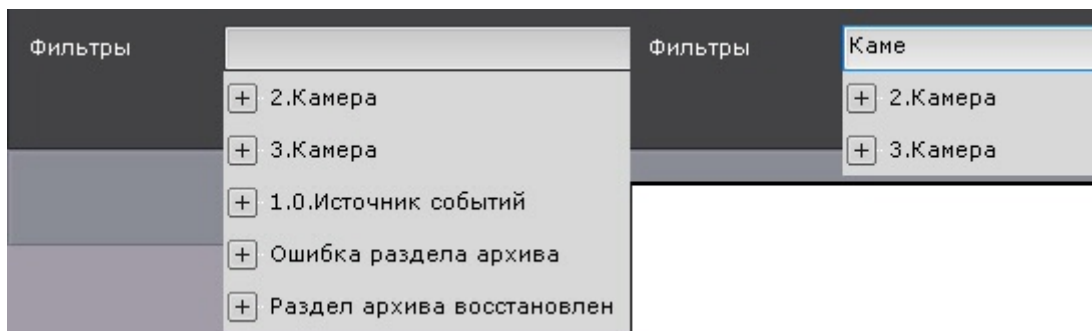 Фильтры
2.Камера
3.Камера
1.0.Источник событий
Ошибка раздела архива
Раздел архива восстановлен
Фильтры Каме
2.Камера
3.Камера